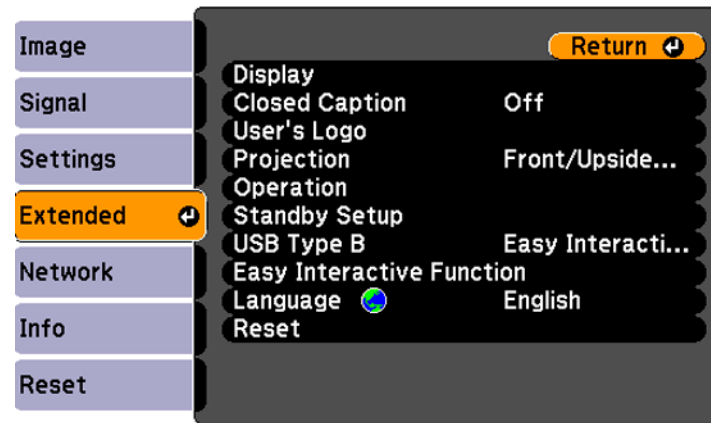 Image
Signal
Settings
Extended
Network
Info
Reset
Return
Display
Closed Caption Off
User's Logo
Projection Front/Upside...
Operation
Standby Setup
USB Type B Easy Interacti...
Easy Interactive Function
Language English
Reset